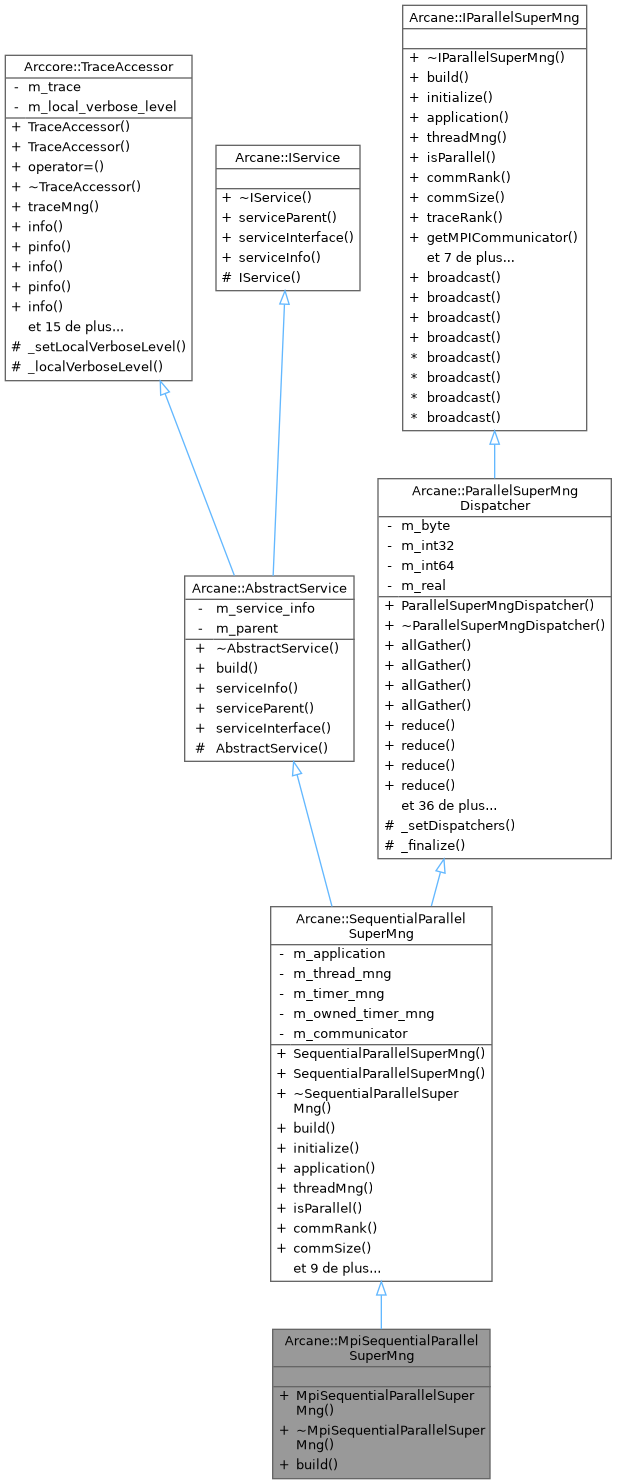 Arcane::IParallelSuperMng
+ ~IParallelSuperMng()
+ build()
+ initialize()
+ application()
+ threadMng()
+ isParallel()
+ commRank()
+ commSize()
+ traceRank()
+ getMPICommunicator()
et 7 de plus...
+ broadcast()
+ broadcast()
+ broadcast()
+ broadcast()
* broadcast()
* broadcast()
* broadcast()
* broadcast()
Arccore::TraceAccessor
- m_trace
- m_local_verbose_level
+ TraceAccessor()
+ TraceAccessor()
+ operator=()
+ ~TraceAccessor()
+ traceMng()
+ info()
+ pinfo()
+ info()
+ pinfo()
+ info()
et 15 de plus...
# _setLocalVerboseLevel()
# _localVerboseLevel()
Arcane::IService
+ ~IService()
+ serviceParent()
+ serviceInterface()
+ serviceInfo()
# IService()
Arcane::ParallelSuperMng
Dispatcher
- m_byte
- m_int32
- m_int64
- m_real
+ ParallelSuperMngDispatcher()
+ ~ParallelSuperMngDispatcher()
+ allGather()
+ allGather()
+ allGather()
+ allGather()
+ reduce()
+ reduce()
+ reduce()
+ reduce()
et 36 de plus...
# _setDispatchers()
# _finalize()
Arcane::AbstractService
- m_service_info
- m_parent
+ ~AbstractService()
+ build()
+ serviceInfo()
+ serviceParent()
+ serviceInterface()
# AbstractService()
Arcane::SequentialParallel
SuperMng
- m_application
- m_thread_mng
- m_timer_mng
- m_owned_timer_mng
- m_communicator
+ SequentialParallelSuperMng()
+ SequentialParallelSuperMng()
+ ~SequentialParallelSuper
Mng()
+ build()
+ initialize()
+ application()
+ threadMng()
+ isParallel()
+ commRank()
+ commSize()
et 9 de plus...
Arcane::MpiSequentialParallel
SuperMng
+ MpiSequentialParallelSuper
Mng()
+ ~MpiSequentialParallelSuper
Mng()
+ build()